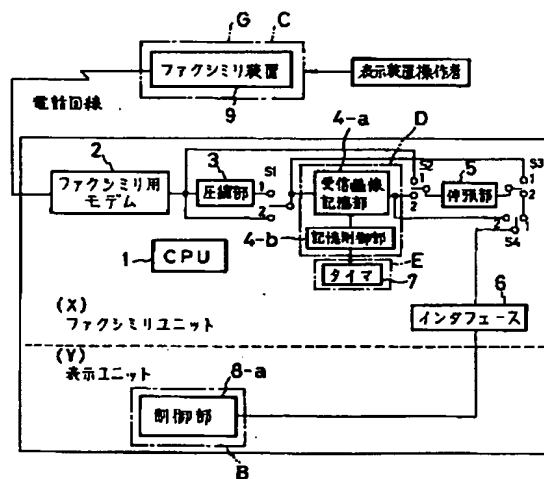 G
C
ファクシミリ装置
9
表示装置操作者
電話回線
2
ファクシミリ用
モデム
3
圧縮部
S1
1
2
4-a
D
受信画像
記憶部
4-b
記憶制御部
タイマ
7
E
S2
1
2
5
伸張部
S3
1
2
1
2
S4
1
CPU
(X)
ファクシミリユニット
6
インタフェース
(Y)
表示ユニット
8-a
制御部
B